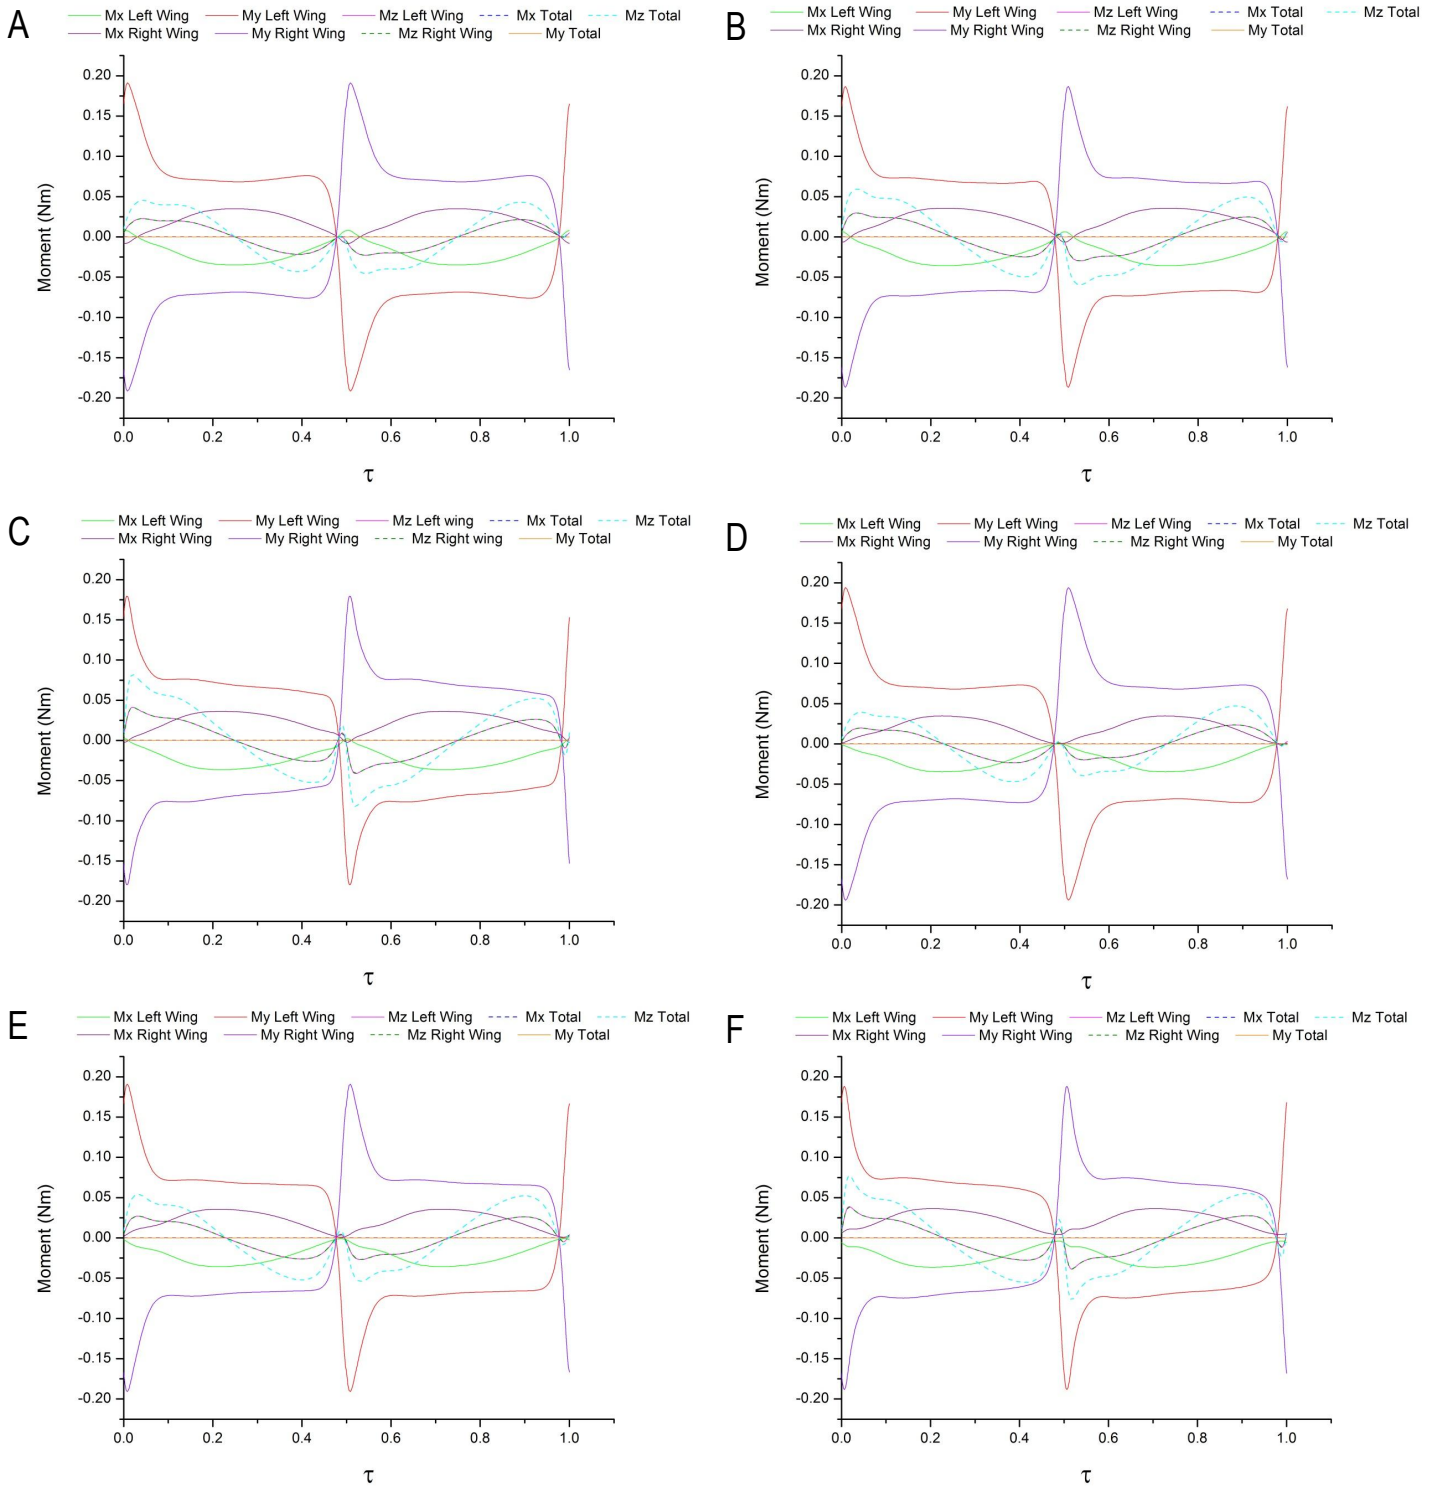 A
Mx Left Wing My Left Wing Mz Left Wing Mx Total Mz Total
Mx Right Wing My Right Wing Mz Right Wing My Total
0.20
0.15
0.10
0.05
0.00
-0.05
-0.10
-0.15
-0.20
Moment (Nm)
0.0 0.2 0.4 0.6 0.8 1.0
τ
B
Mx Left Wing My Left Wing Mz Left Wing Mx Total Mz Total
Mx Right Wing My Right Wing Mz Right Wing My Total
0.20
0.15
0.10
0.05
0.00
-0.05
-0.10
-0.15
-0.20
Moment (Nm)
0.0 0.2 0.4 0.6 0.8 1.0
τ
C
Mx Left Wing My Left Wing Mz Left wing Mx Total Mz Total
Mx Right Wing My Right Wing Mz Right wing My Total
0.20
0.15
0.10
0.05
0.00
-0.05
-0.10
-0.15
-0.20
Moment (Nm)
0.0 0.2 0.4 0.6 0.8 1.0
τ
D
Mx Left Wing My Left Wing Mz Lef Wing Mx Total Mz Total
Mx Right Wing My Right Wing Mz Right Wing My Total
0.20
0.15
0.10
0.05
0.00
-0.05
-0.10
-0.15
-0.20
Moment (Nm)
0.0 0.2 0.4 0.6 0.8 1.0
τ
E
Mx Left Wing My Left Wing Mz Left Wing Mx Total Mz Total
Mx Right Wing My Right Wing Mz Right Wing My Total
0.20
0.15
0.10
0.05
0.00
-0.05
-0.10
-0.15
-0.20
Moment (Nm)
0.0 0.2 0.4 0.6 0.8 1.0
τ
F
Mx Left Wing My Left Wing Mz Left Wing Mx Total Mz Total
Mx Right Wing My Right Wing Mz Right Wing My Total
0.20
0.15
0.10
0.05
0.00
-0.05
-0.10
-0.15
-0.20
Moment (Nm)
0.0 0.2 0.4 0.6 0.8 1.0
τ